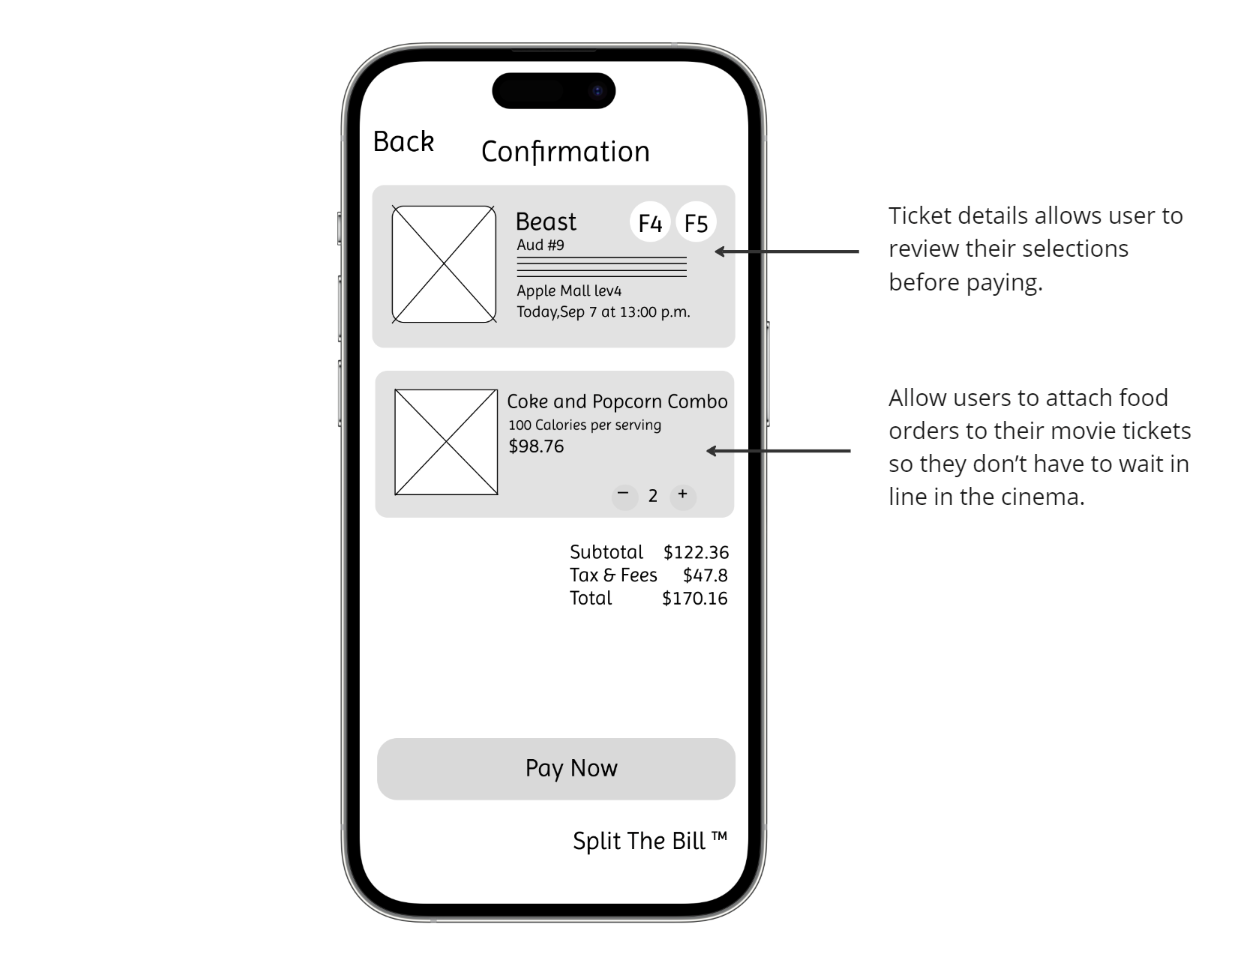 Back
Confirmation
Beast
F4
F5
Aud #9
Apple Mall lev4
Today,Sep 7 at 13:00 p.m.
Ticket details allows user to
review their selections
before paying.
Coke and Popcorn Combo
100 Calories per serving
$98.76
− 2 +
Allow users to attach food
orders to their movie tickets
so they don’t have to wait in
line in the cinema.
Subtotal $122.36
Tax & Fees $47.8
Total $170.16
Pay Now
Split The Bill ™